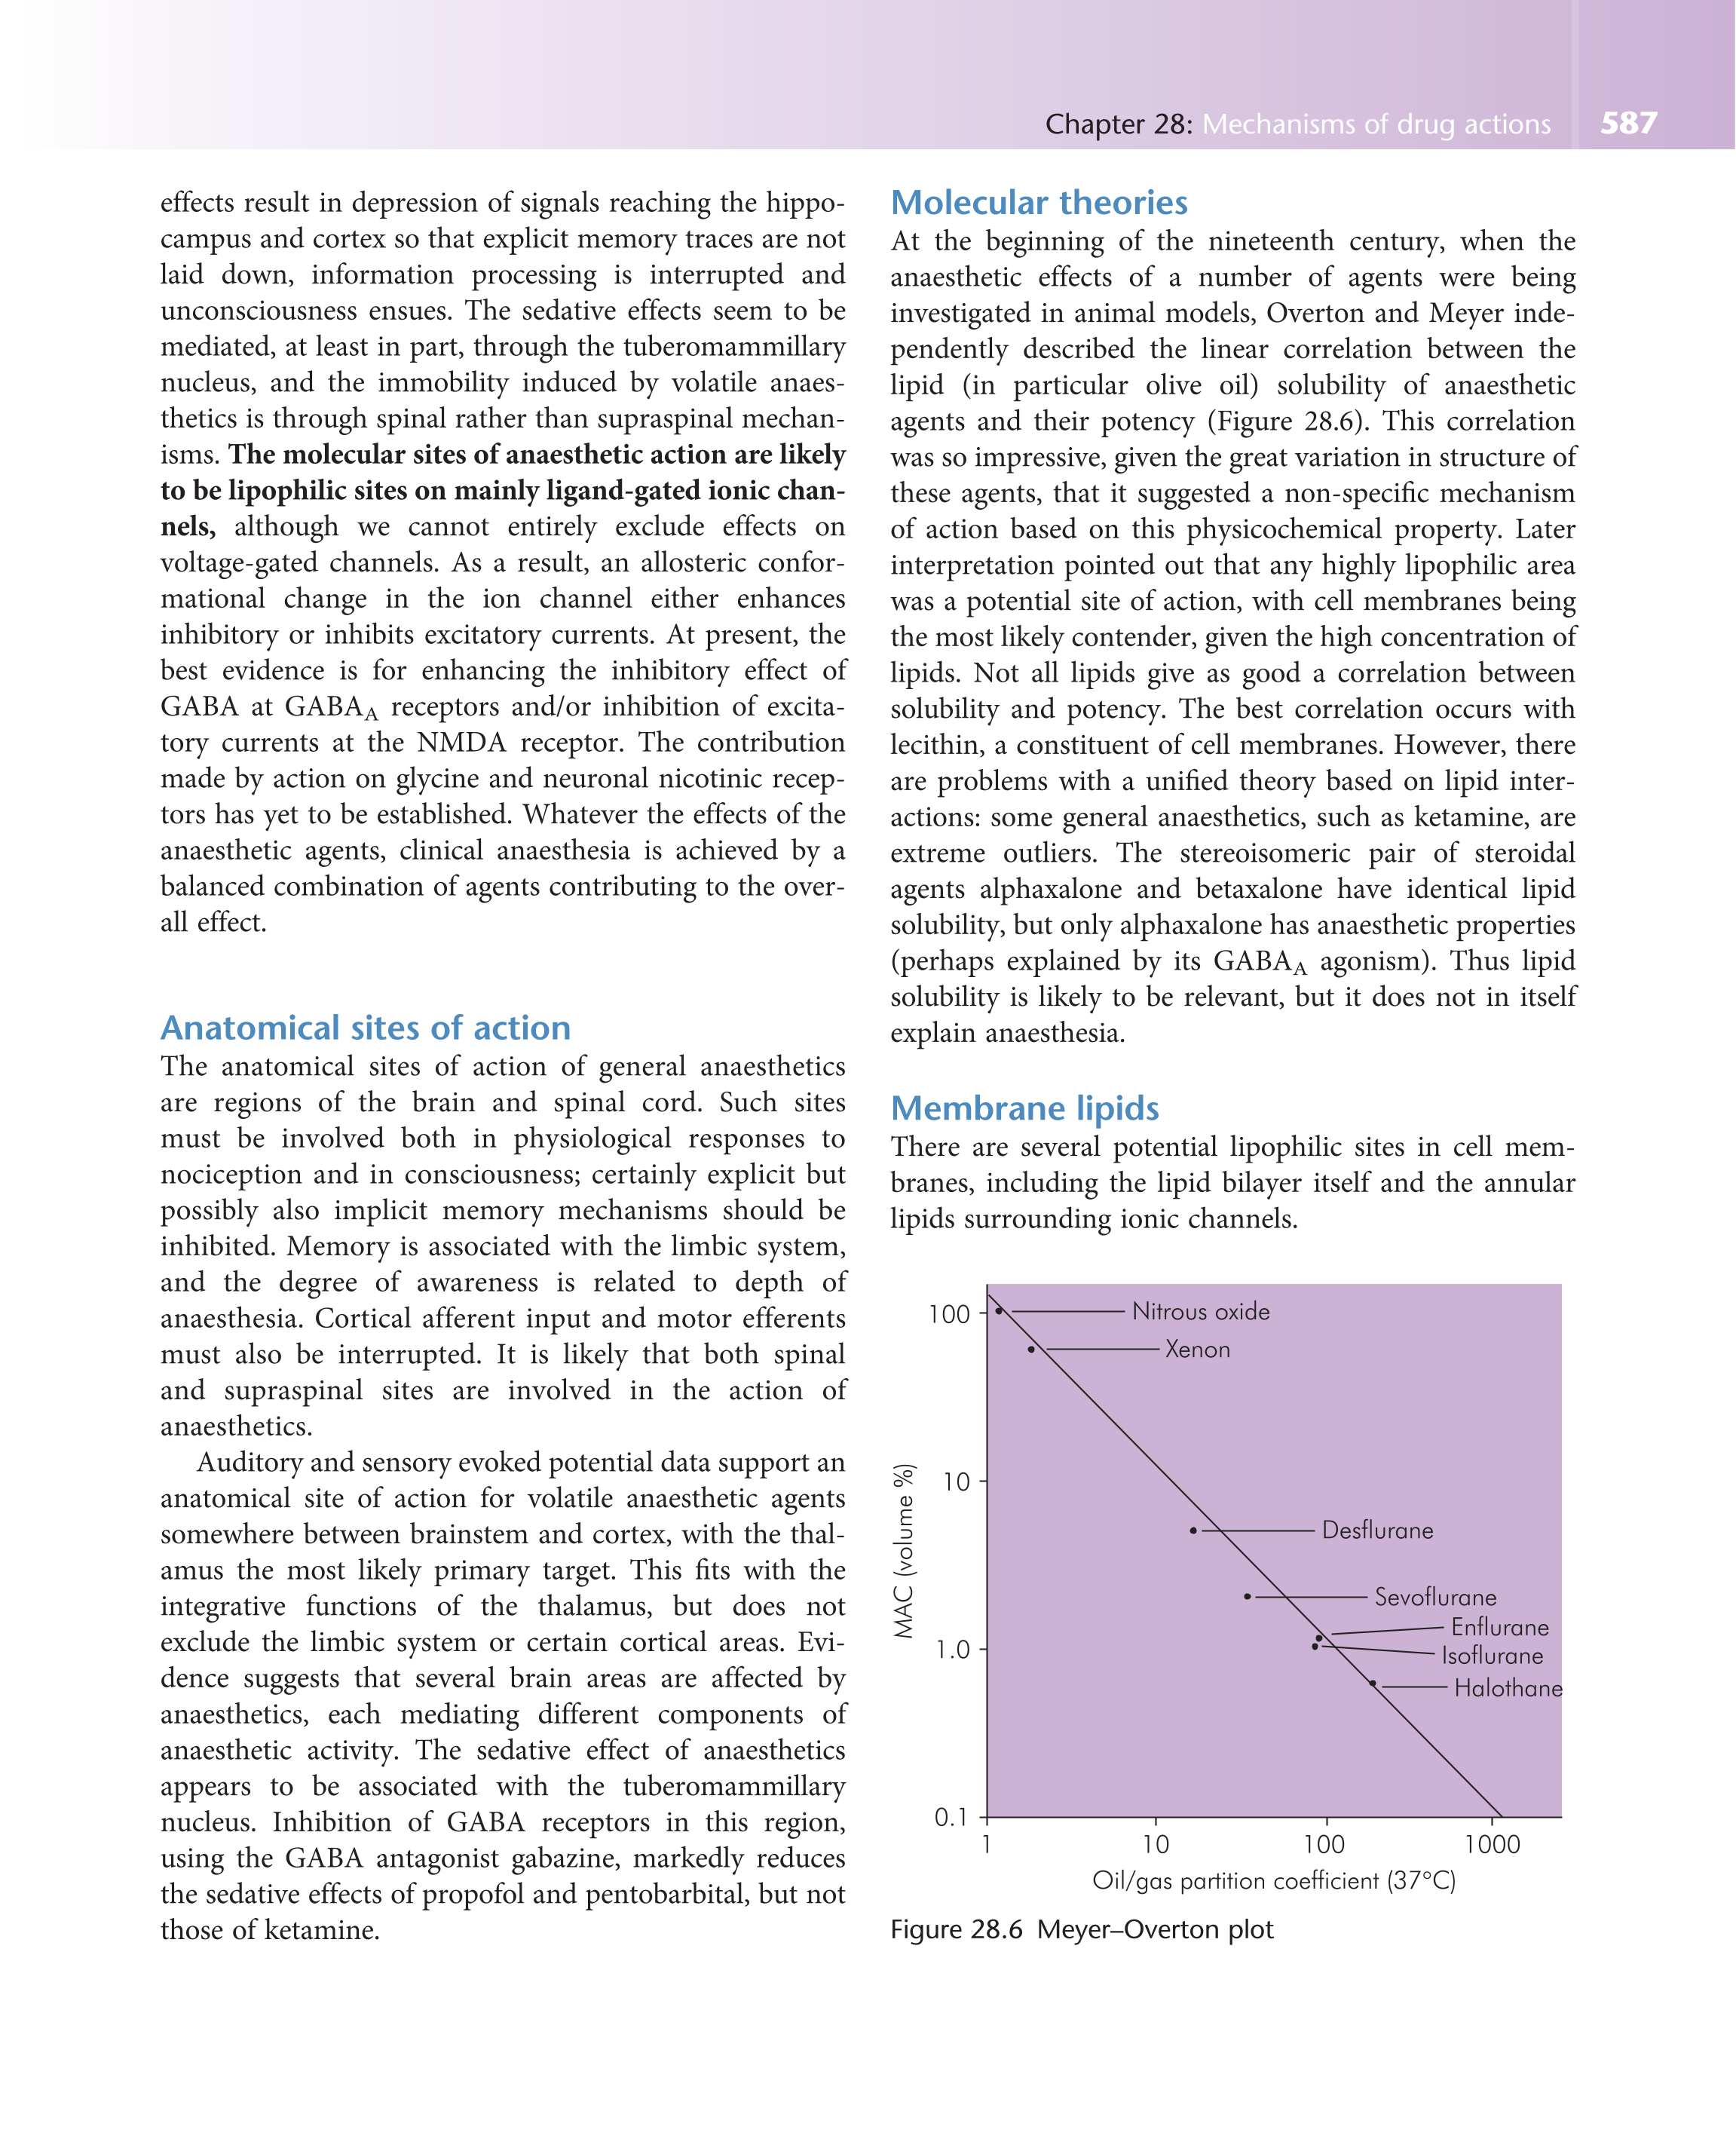 Chapter 28: Mechanisms of drug actions 587
effects result in depression of signals reaching the hippo-
campus and cortex so that explicit memory traces are not
laid down, information processing is interrupted and
unconsciousness ensues. The sedative effects seem to be
mediated, at least in part, through the tuberomammillary
nucleus, and the immobility induced by volatile anaes-
thetics is through spinal rather than supraspinal mechan-
isms. The molecular sites of anaesthetic action are likely
to be lipophilic sites on mainly ligand-gated ionic chan-
nels, although we cannot entirely exclude effects on
voltage-gated channels. As a result, an allosteric confor-
mational change in the ion channel either enhances
inhibitory or inhibits excitatory currents. At present, the
best evidence is for enhancing the inhibitory effect of
GABA at GABAA receptors and/or inhibition of excita-
tory currents at the NMDA receptor. The contribution
made by action on glycine and neuronal nicotinic recep-
tors has yet to be established. Whatever the effects of the
anaesthetic agents, clinical anaesthesia is achieved by a
balanced combination of agents contributing to the over-
all effect.
Anatomical sites of action
The anatomical sites of action of general anaesthetics
are regions of the brain and spinal cord. Such sites
must be involved both in physiological responses to
nociception and in consciousness; certainly explicit but
possibly also implicit memory mechanisms should be
inhibited. Memory is associated with the limbic system,
and the degree of awareness is related to depth of
anaesthesia. Cortical afferent input and motor efferents
must also be interrupted. It is likely that both spinal
and supraspinal sites are involved in the action of
anaesthetics.
Auditory and sensory evoked potential data support an
anatomical site of action for volatile anaesthetic agents
somewhere between brainstem and cortex, with the thal-
amus the most likely primary target. This fits with the
integrative functions of the thalamus, but does not
exclude the limbic system or certain cortical areas. Evi-
dence suggests that several brain areas are affected by
anaesthetics, each mediating different components of
anaesthetic activity. The sedative effect of anaesthetics
appears to be associated with the tuberomammillary
nucleus. Inhibition of GABA receptors in this region,
using the GABA antagonist gabazine, markedly reduces
the sedative effects of propofol and pentobarbital, but not
those of ketamine.
Molecular theories
At the beginning of the nineteenth century, when the
anaesthetic effects of a number of agents were being
investigated in animal models, Overton and Meyer inde-
pendently described the linear correlation between the
lipid (in particular olive oil) solubility of anaesthetic
agents and their potency (Figure 28.6). This correlation
was so impressive, given the great variation in structure of
these agents, that it suggested a non-specific mechanism
of action based on this physicochemical property. Later
interpretation pointed out that any highly lipophilic area
was a potential site of action, with cell membranes being
the most likely contender, given the high concentration of
lipids. Not all lipids give as good a correlation between
solubility and potency. The best correlation occurs with
lecithin, a constituent of cell membranes. However, there
are problems with a unified theory based on lipid inter-
actions: some general anaesthetics, such as ketamine, are
extreme outliers. The stereoisomeric pair of steroidal
agents alphaxalone and betaxalone have identical lipid
solubility, but only alphaxalone has anaesthetic properties
(perhaps explained by its GABAA agonism). Thus lipid
solubility is likely to be relevant, but it does not in itself
explain anaesthesia.
Membrane lipids
There are several potential lipophilic sites in cell mem-
branes, including the lipid bilayer itself and the annular
lipids surrounding ionic channels.
MAC (volume %)
100
10
1.0
0.1
Nitrous oxide
Xenon
Desflurane
Sevoflurane
Enflurane
Isoflurane
Halothane
1 10 100 1000
Oil/gas partition coefficient (37°C)
Figure 28.6 Meyer–Overton plot